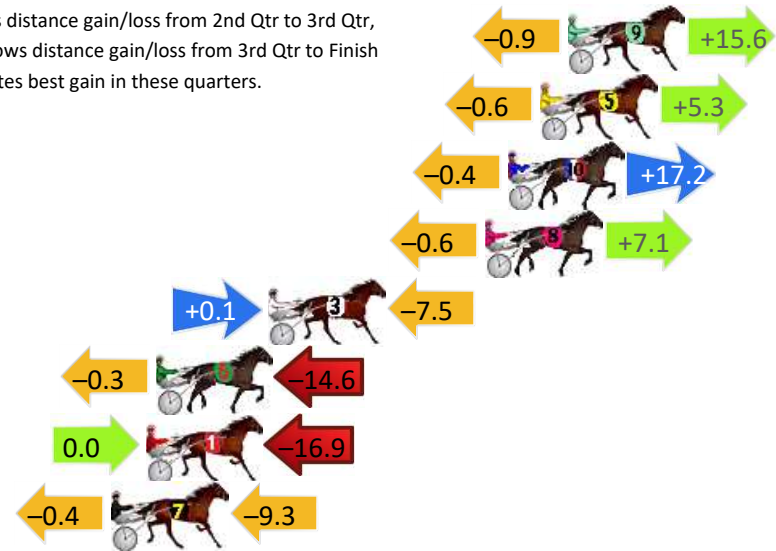 s distance gain/loss from 2nd Qtr to 3rd Qtr,
ows distance gain/loss from 3rd Qtr to Finish
tes best gain in these quarters.
–0.9 9 +15.6
–0.6 5 +5.3
–0.4 10 +17.2
–0.6 8 +7.1
+0.1 3 –7.5
–0.3 6 –14.6
0.0 1 –16.9
–0.4 7 –9.3